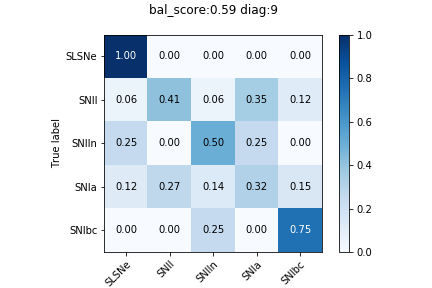 bal_score:0.59 diag:9
SLSNe 1.00 0.00 0.00 0.00 0.00
SNII 0.06 0.41 0.06 0.35 0.12
SNIIn 0.25 0.00 0.50 0.25 0.00
SNIa 0.12 0.27 0.14 0.32 0.15
SNIbc 0.00 0.00 0.25 0.00 0.75
True label
SLSNe SNII SNIIn SNIa SNIbc
1.0
0.8
0.6
0.4
0.2
0.0